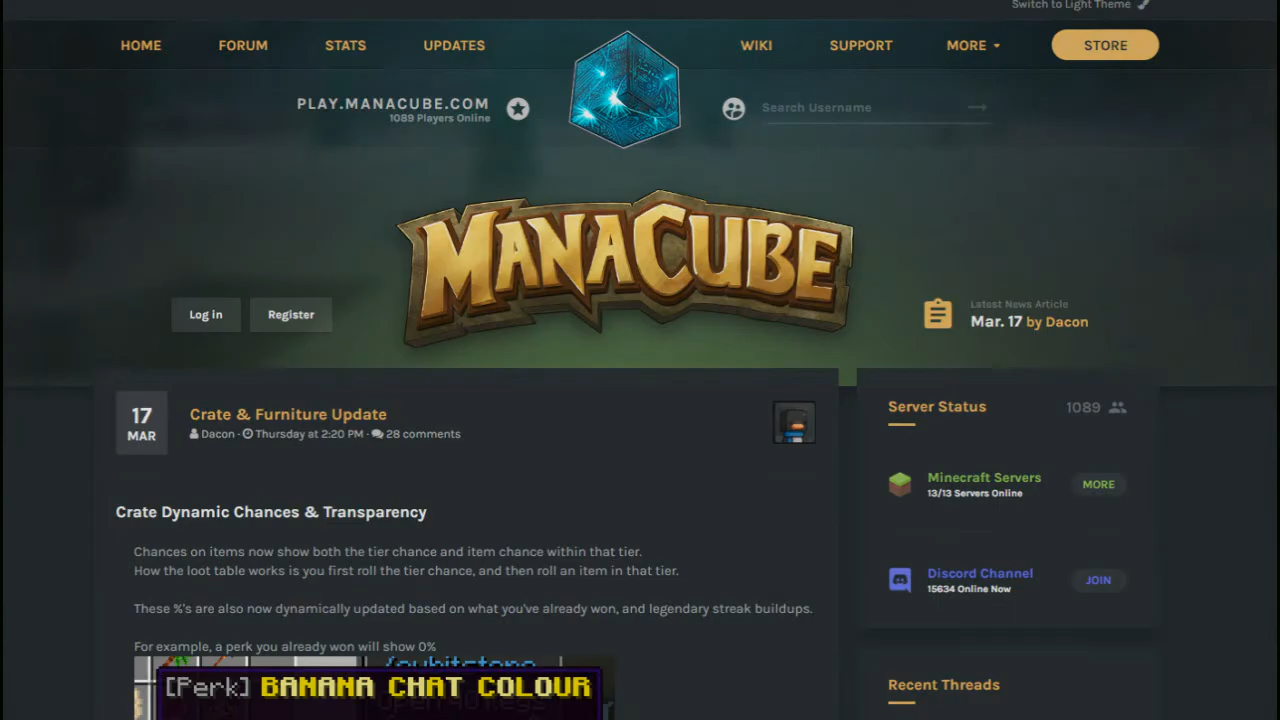 Switch to Light Theme
HOME FORUM STATS UPDATES WIKI SUPPORT MORE STORE
PLAY.MANACUBE.COM
1089 Players Online
Search Username
MANACUBE
Log in Register
Latest News Article
Mar. 17 by Dacon
17
MAR
Crate & Furniture Update
Dacon · Thursday at 2:20 PM · 28 comments
Crate Dynamic Chances & Transparency
Chances on items now show both the tier chance and item chance within that tier.
How the loot table works is you first roll the tier chance, and then roll an item in that tier.
These %'s are also now dynamically updated based on what you've already won, and legendary streak buildups.
For example, a perk you already won will show 0%
/cubitstone
[Perk] BANANA CHAT COLOUR
Server Status 1089
Minecraft Servers
13/13 Servers Online
MORE
Discord Channel
15634 Online Now
JOIN
Recent Threads